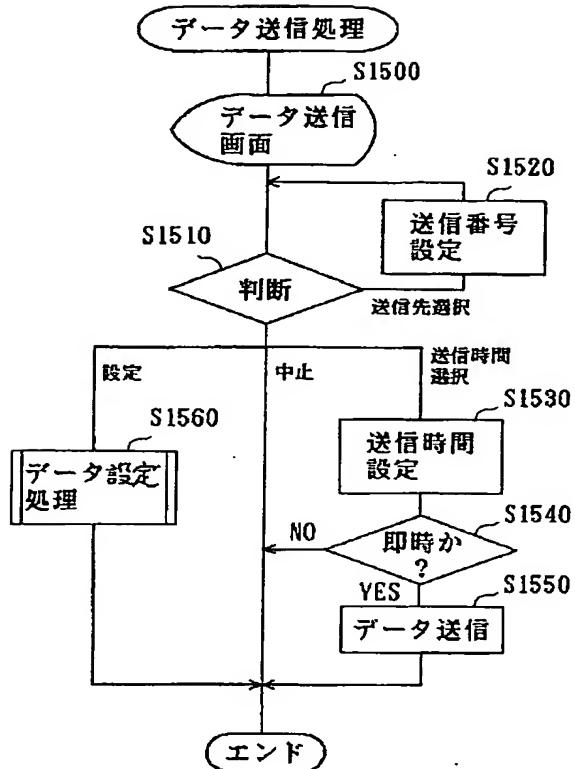 データ送信処理
S1500
データ送信
画面
S1520
送信番号
設定
S1510
判断
送信先選択
設定
中止
送信時間
選択
S1530
送信時間
設定
S1560
データ設定
処理
S1540
即時か
?
NO
YES
S1550
データ送信
エンド